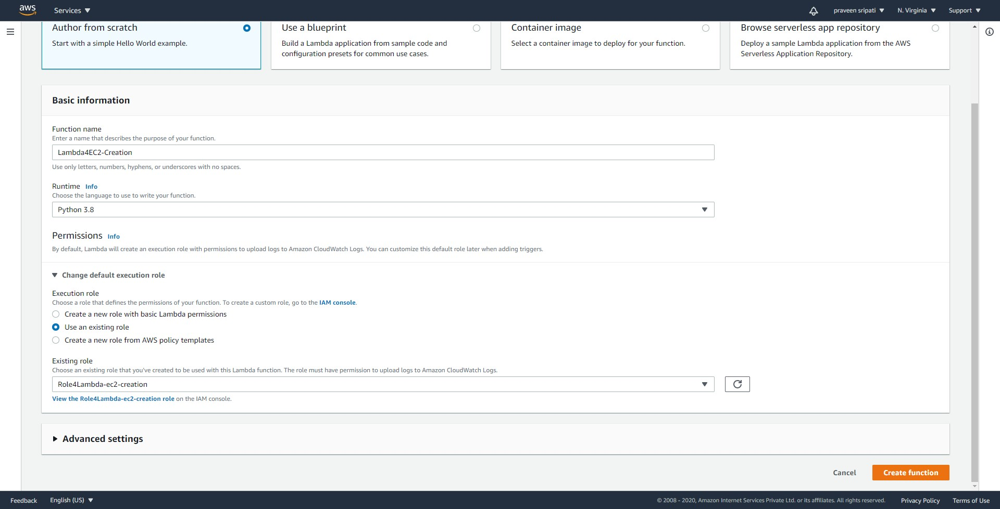 aws
Services
praveen sripati
N. Virginia
Support
Author from scratch
Start with a simple Hello World example.
Use a blueprint
Build a Lambda application from sample code and
configuration presets for common use cases.
Container image
Select a container image to deploy for your function.
Browse serverless app repository
Deploy a sample Lambda application from the AWS
Serverless Application Repository.
Basic information
Function name
Enter a name that describes the purpose of your function.
Lambda4EC2-Creation
Use only letters, numbers, hyphens, or underscores with no spaces.
Runtime Info
Choose the language to use to write your function.
Python 3.8
Permissions Info
By default, Lambda will create an execution role with permissions to upload logs to Amazon CloudWatch Logs. You can customize this default role later when adding triggers.
Change default execution role
Execution role
Choose a role that defines the permissions of your function. To create a custom role, go to the IAM console.
Create a new role with basic Lambda permissions
Use an existing role
Create a new role from AWS policy templates
Existing role
Choose an existing role that you've created to be used with this Lambda function. The role must have permission to upload logs to Amazon CloudWatch Logs.
Role4Lambda-ec2-creation
View the Role4Lambda-ec2-creation role on the IAM console.
Advanced settings
Cancel
Create function
Feedback
English (US)
© 2008 - 2020, Amazon Internet Services Private Ltd. or its affiliates. All rights reserved.
Privacy Policy
Terms of Use